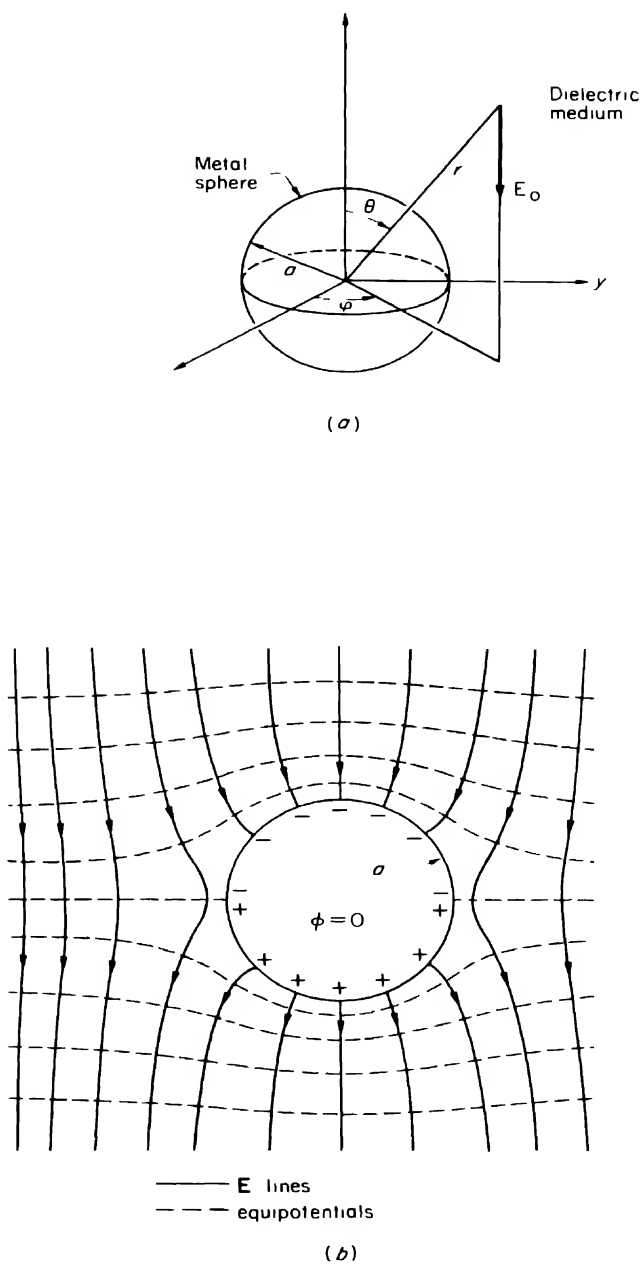 Dielectric
medium
Metal
sphere
θ
r
E₀
a
y
φ
(a)
− − − − −
− −
− −
a
+ +
ϕ = 0
+ +
+ + +
E lines
equipotentials
(b)